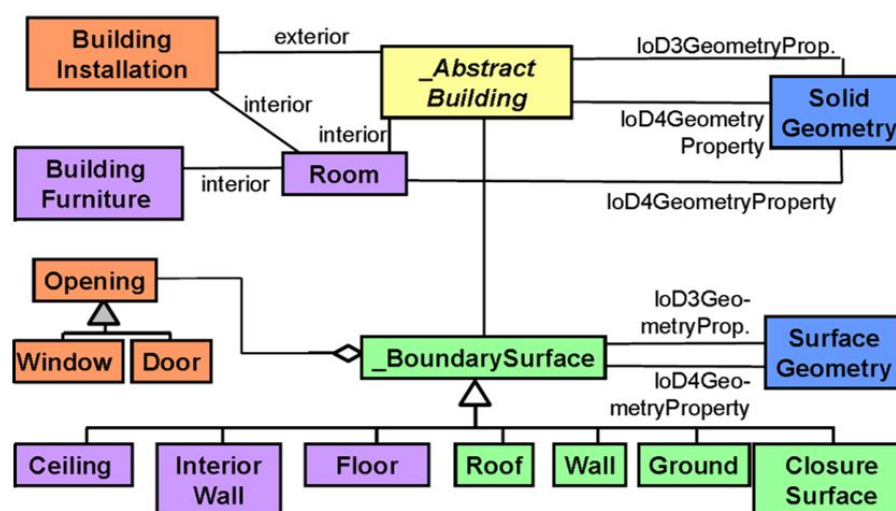 Building
Installation
exterior
_Abstract
Building
loD3GeometryProp.
Solid
Geometry
interior
interior
loD4Geometry
Property
Building
Furniture
interior
Room
loD4GeometryProperty
Opening
Window
Door
_BoundarySurface
loD3Geo-
metryProp.
loD4Geo-
metryProperty
Surface
Geometry
Ceiling
Interior
Wall
Floor
Roof
Wall
Ground
Closure
Surface